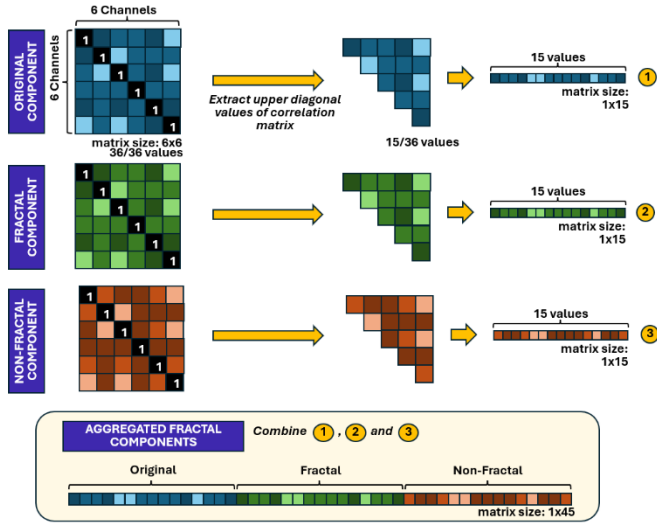 6 Channels
ORIGINAL
COMPONENT
6 Channels
1
1
1
1
1
1
matrix size: 6x6
36/36 values
Extract upper diagonal
values of correlation
matrix
15/36 values
15 values
matrix size:
1x15
1
FRACTAL
COMPONENT
1
1
1
1
1
1
15 values
matrix size:
1x15
2
NON-FRACTAL
COMPONENT
1
1
1
1
1
1
15 values
matrix size:
1x15
3
AGGREGATED FRACTAL
COMPONENTS
Combine 1 , 2 and 3
Original Fractal Non-Fractal
matrix size: 1x45